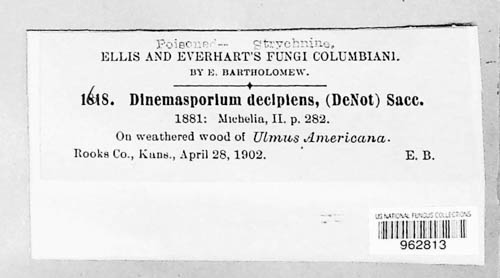 Poisoned-- Strychnine.
ELLIS AND EVERHART'S FUNGI COLUMBIANI.
BY E. BARTHOLOMEW.
1618. Dinemasporium decipiens, (DeNot) Sacc.
1881: Michelia, II. p. 282.
On weathered wood of Ulmus Americana.
Rooks Co., Kans., April 28, 1902. E. B.
US NATIONAL FUNGUS COLLECTIONS
962813